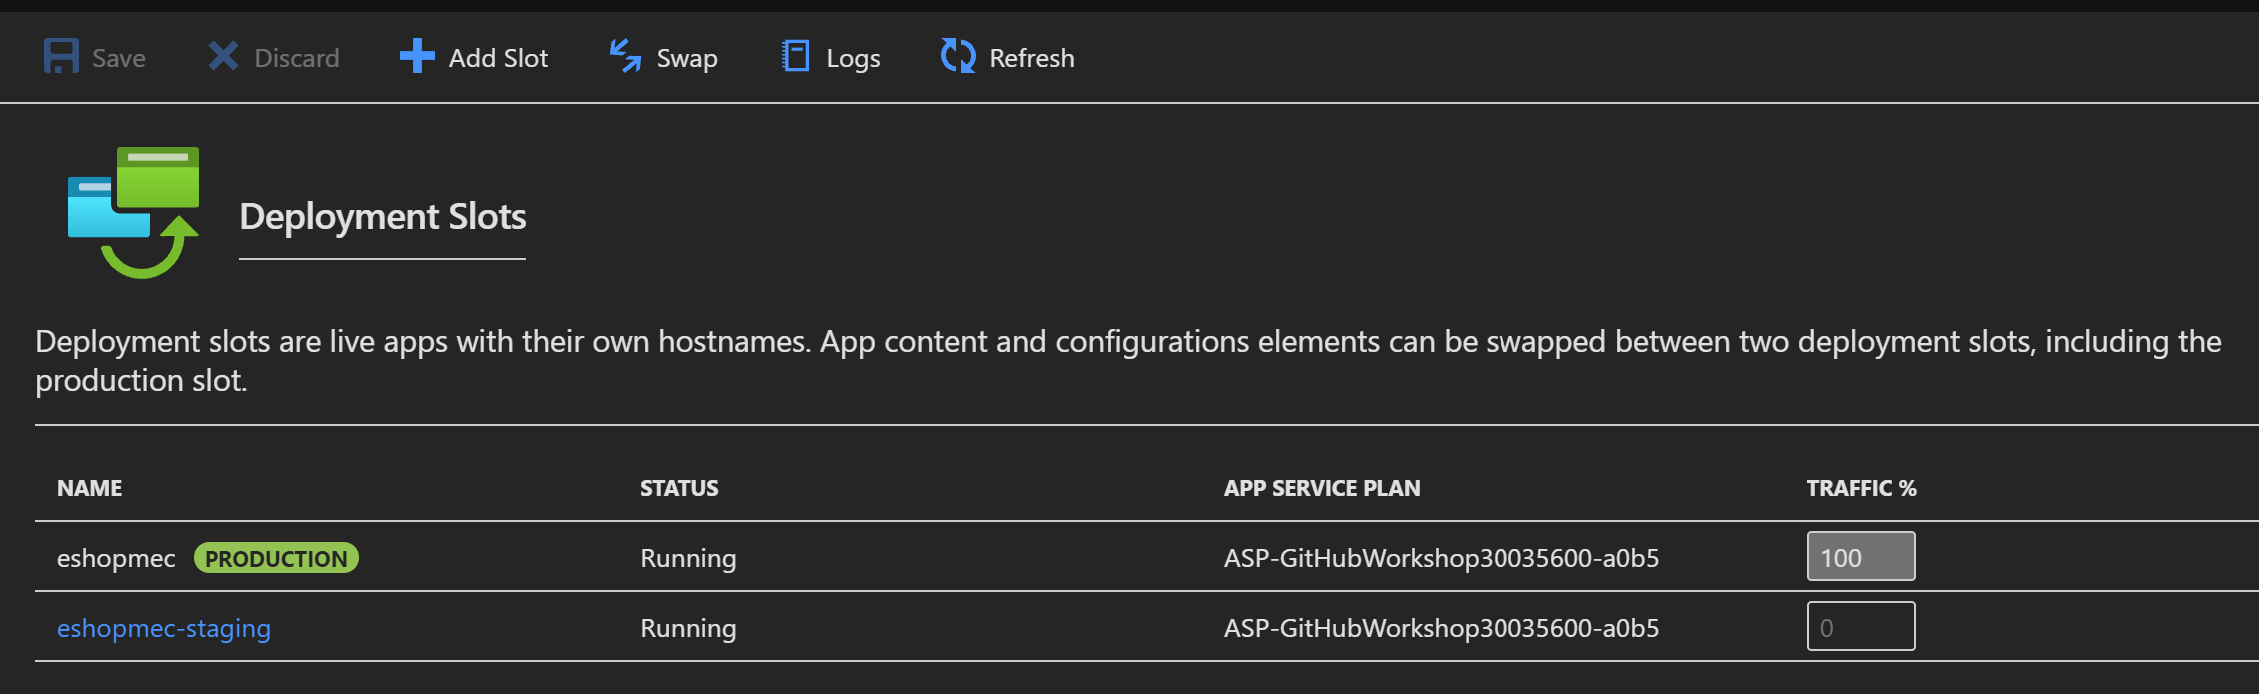 Save Discard Add Slot Swap Logs Refresh
Deployment Slots
Deployment slots are live apps with their own hostnames. App content and configurations elements can be swapped between two deployment slots, including the
production slot.
NAME STATUS APP SERVICE PLAN TRAFFIC %
eshopmec PRODUCTION Running ASP-GitHubWorkshop30035600-a0b5 100
eshopmec-staging Running ASP-GitHubWorkshop30035600-a0b5 0